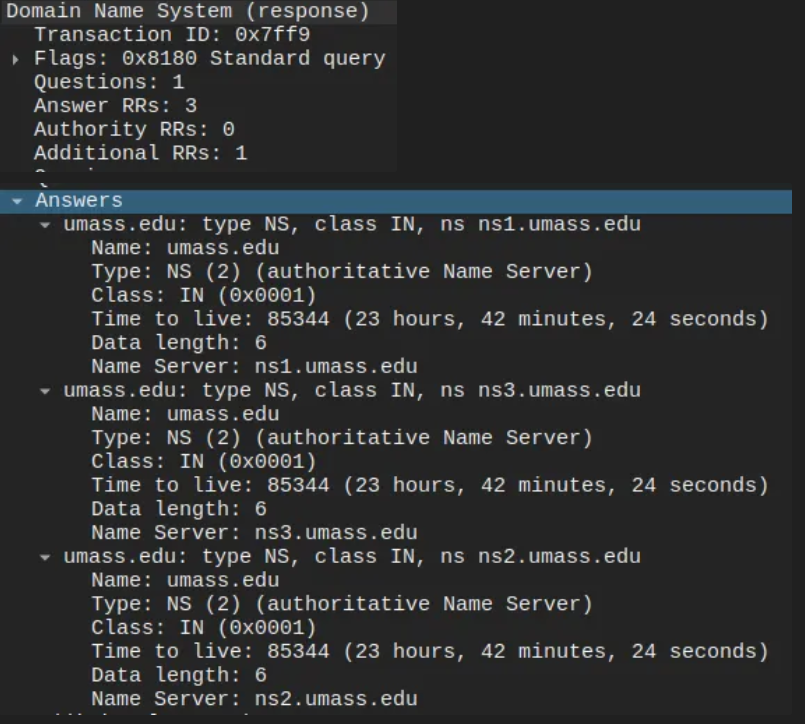 Domain Name System (response)
Transaction ID: 0x7ff9
Flags: 0x8180 Standard query
Questions: 1
Answer RRs: 3
Authority RRs: 0
Additional RRs: 1
Answers
umass.edu: type NS, class IN, ns ns1.umass.edu
Name: umass.edu
Type: NS (2) (authoritative Name Server)
Class: IN (0x0001)
Time to live: 85344 (23 hours, 42 minutes, 24 seconds)
Data length: 6
Name Server: ns1.umass.edu
umass.edu: type NS, class IN, ns ns3.umass.edu
Name: umass.edu
Type: NS (2) (authoritative Name Server)
Class: IN (0x0001)
Time to live: 85344 (23 hours, 42 minutes, 24 seconds)
Data length: 6
Name Server: ns3.umass.edu
umass.edu: type NS, class IN, ns ns2.umass.edu
Name: umass.edu
Type: NS (2) (authoritative Name Server)
Class: IN (0x0001)
Time to live: 85344 (23 hours, 42 minutes, 24 seconds)
Data length: 6
Name Server: ns2.umass.edu